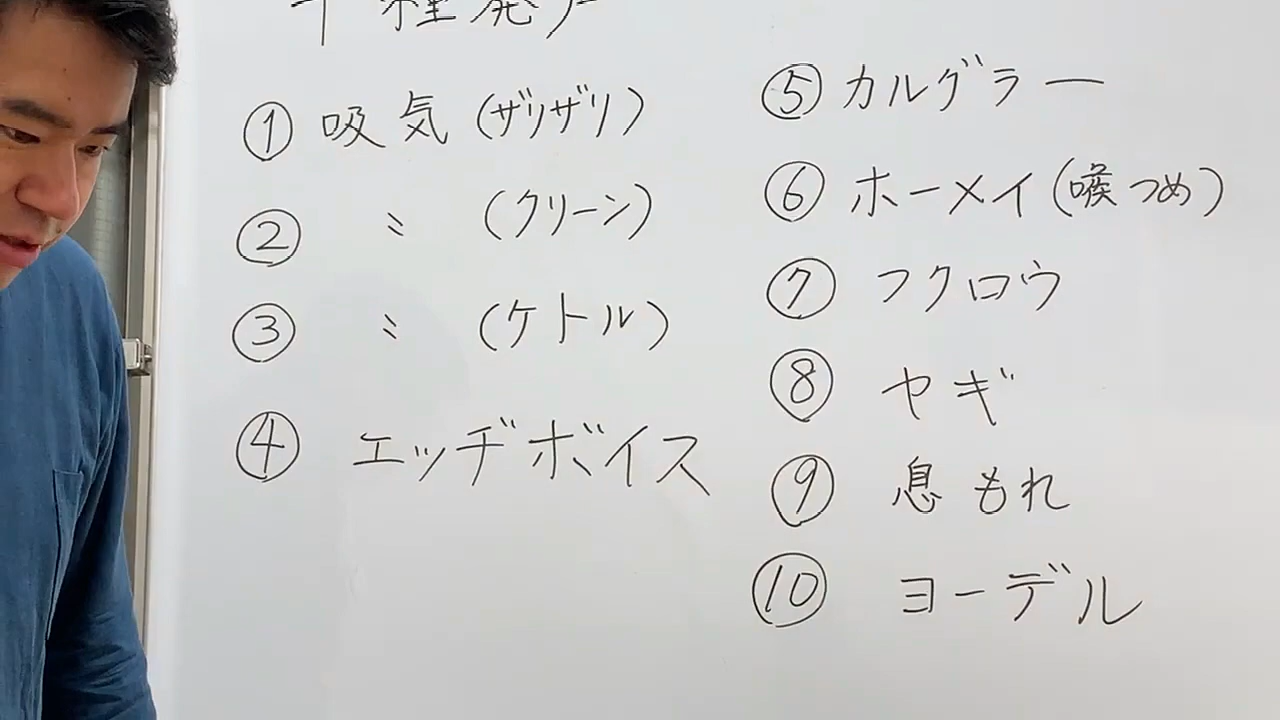 十種発声
① 吸気 (ザリザリ)
② 〃 (クリーン)
③ 〃 (ケトル)
④ エッヂボイス
⑤ カルグラー
⑥ ホーメイ (喉つめ)
⑦ フクロウ
⑧ ヤギ
⑨ 息もれ
⑩ ヨーデル